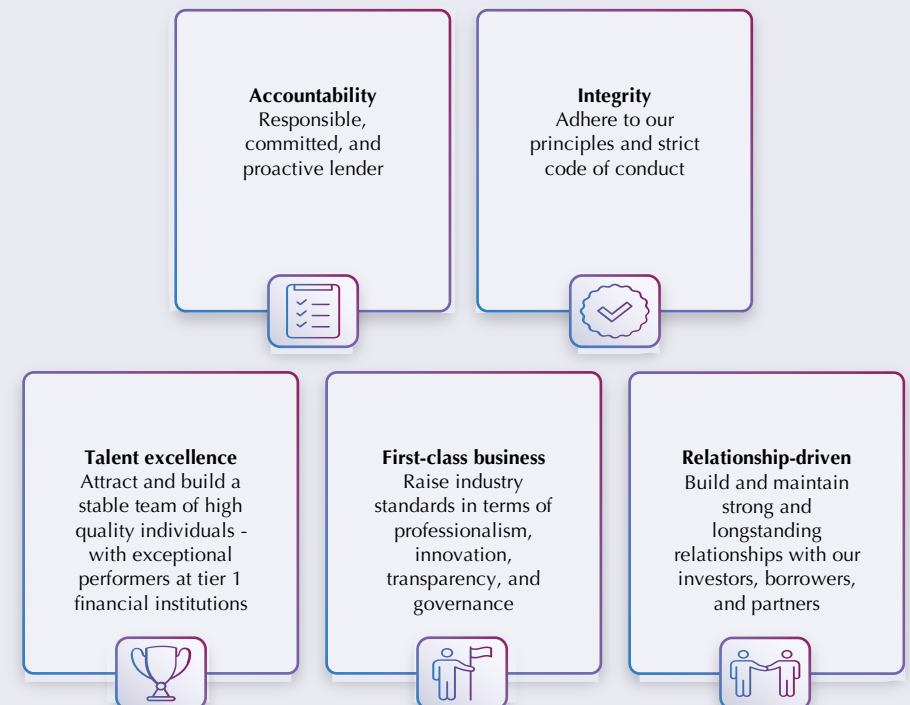 Accountability
Responsible,
committed, and
proactive lender
Integrity
Adhere to our
principles and strict
code of conduct
Talent excellence
Attract and build a
stable team of high
quality individuals -
with exceptional
performers at tier 1
financial institutions
First-class business
Raise industry
standards in terms of
professionalism,
innovation,
transparency, and
governance
Relationship-driven
Build and maintain
strong and
longstanding
relationships with our
investors, borrowers,
and partners